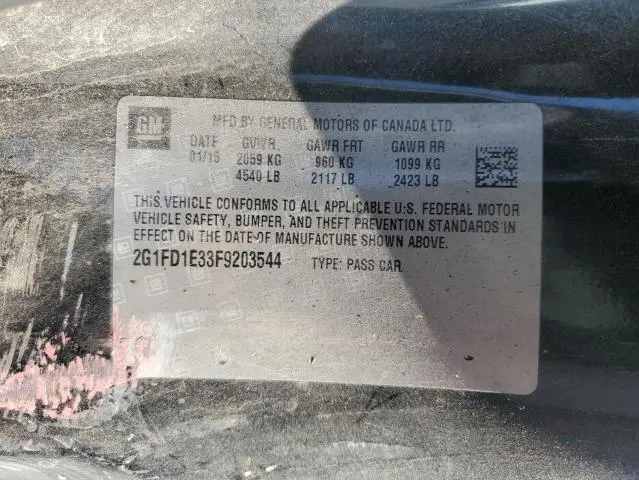 GM MFD BY GENERAL MOTORS OF CANADA LTD.
DATE GVWR GAWR FRT GAWR RR
01/15 2059 KG 960 KG 1099 KG
4540 LB 2117 LB 2423 LB
THIS VEHICLE CONFORMS TO ALL APPLICABLE U.S. FEDERAL MOTOR
VEHICLE SAFETY, BUMPER, AND THEFT PREVENTION STANDARDS IN
EFFECT ON THE DATE OF MANUFACTURE SHOWN ABOVE.
2G1FD1E33F9203544 TYPE: PASS CAR